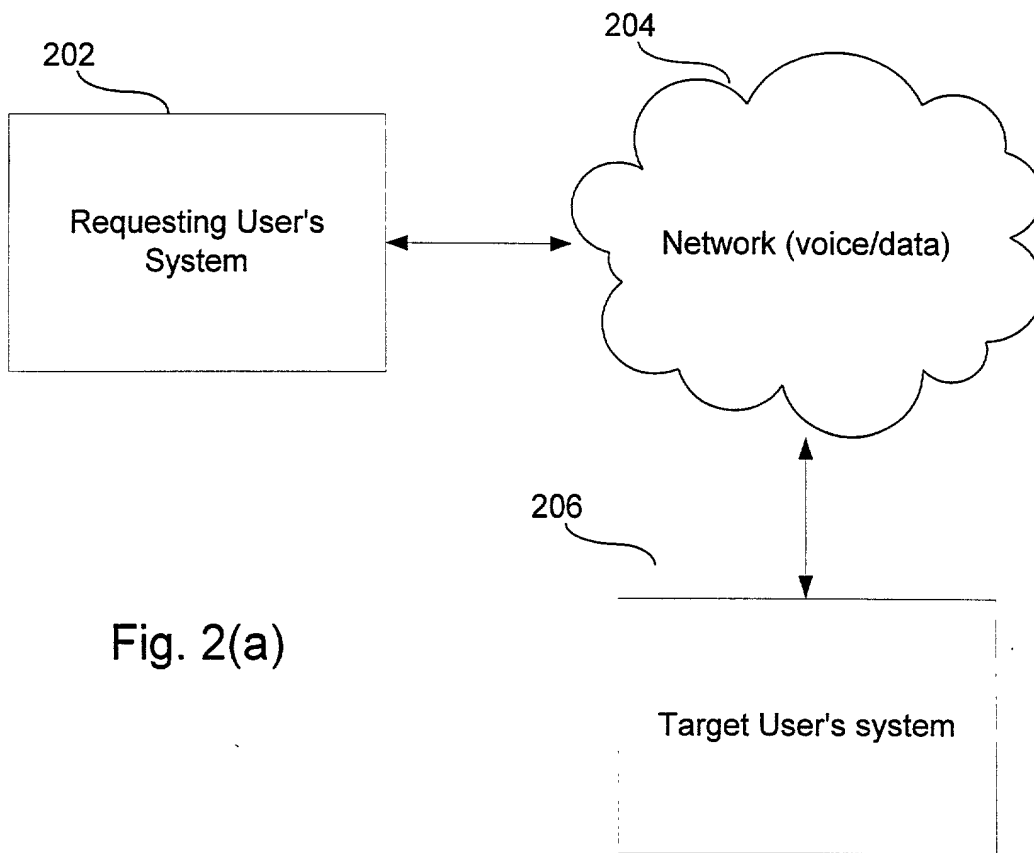 202
204
Requesting User's
System
Network (voice/data)
206
Fig. 2(a)
Target User's system